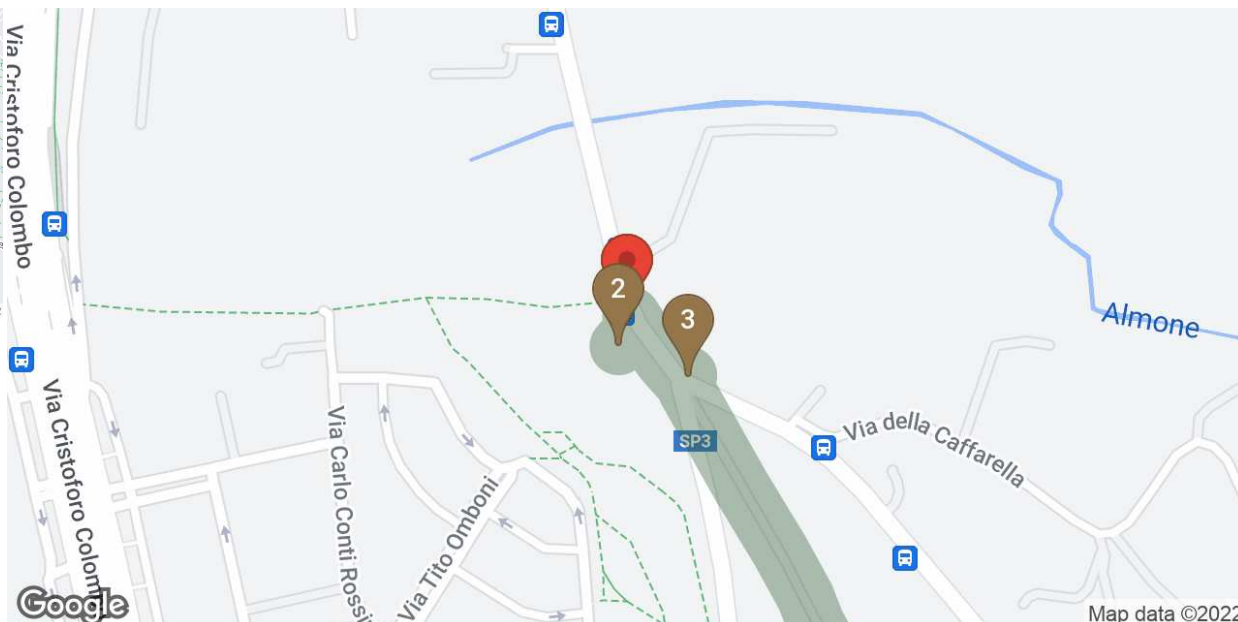 Via Cristoforo Colombo
2
3
Almone
SP3
Via della Caffarella
Via Cristoforo Colombo
Via Carlo Conti Rossi
Via Tito Omboni
Google
Map data ©2022